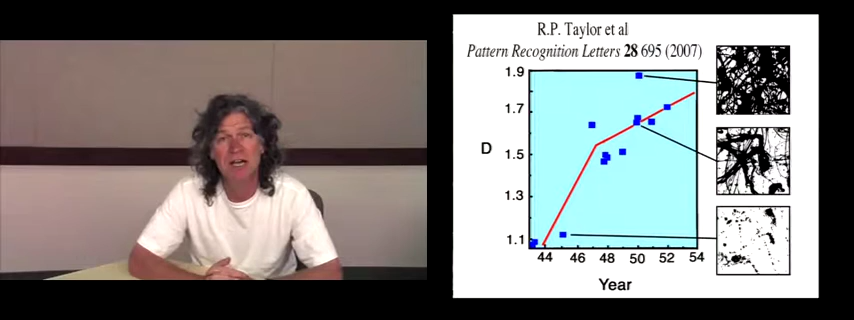 R.P. Taylor et al
Pattern Recognition Letters 28 695 (2007)
1.9
1.7
D
1.5
1.3
1.1
44 46 48 50 52 54
Year